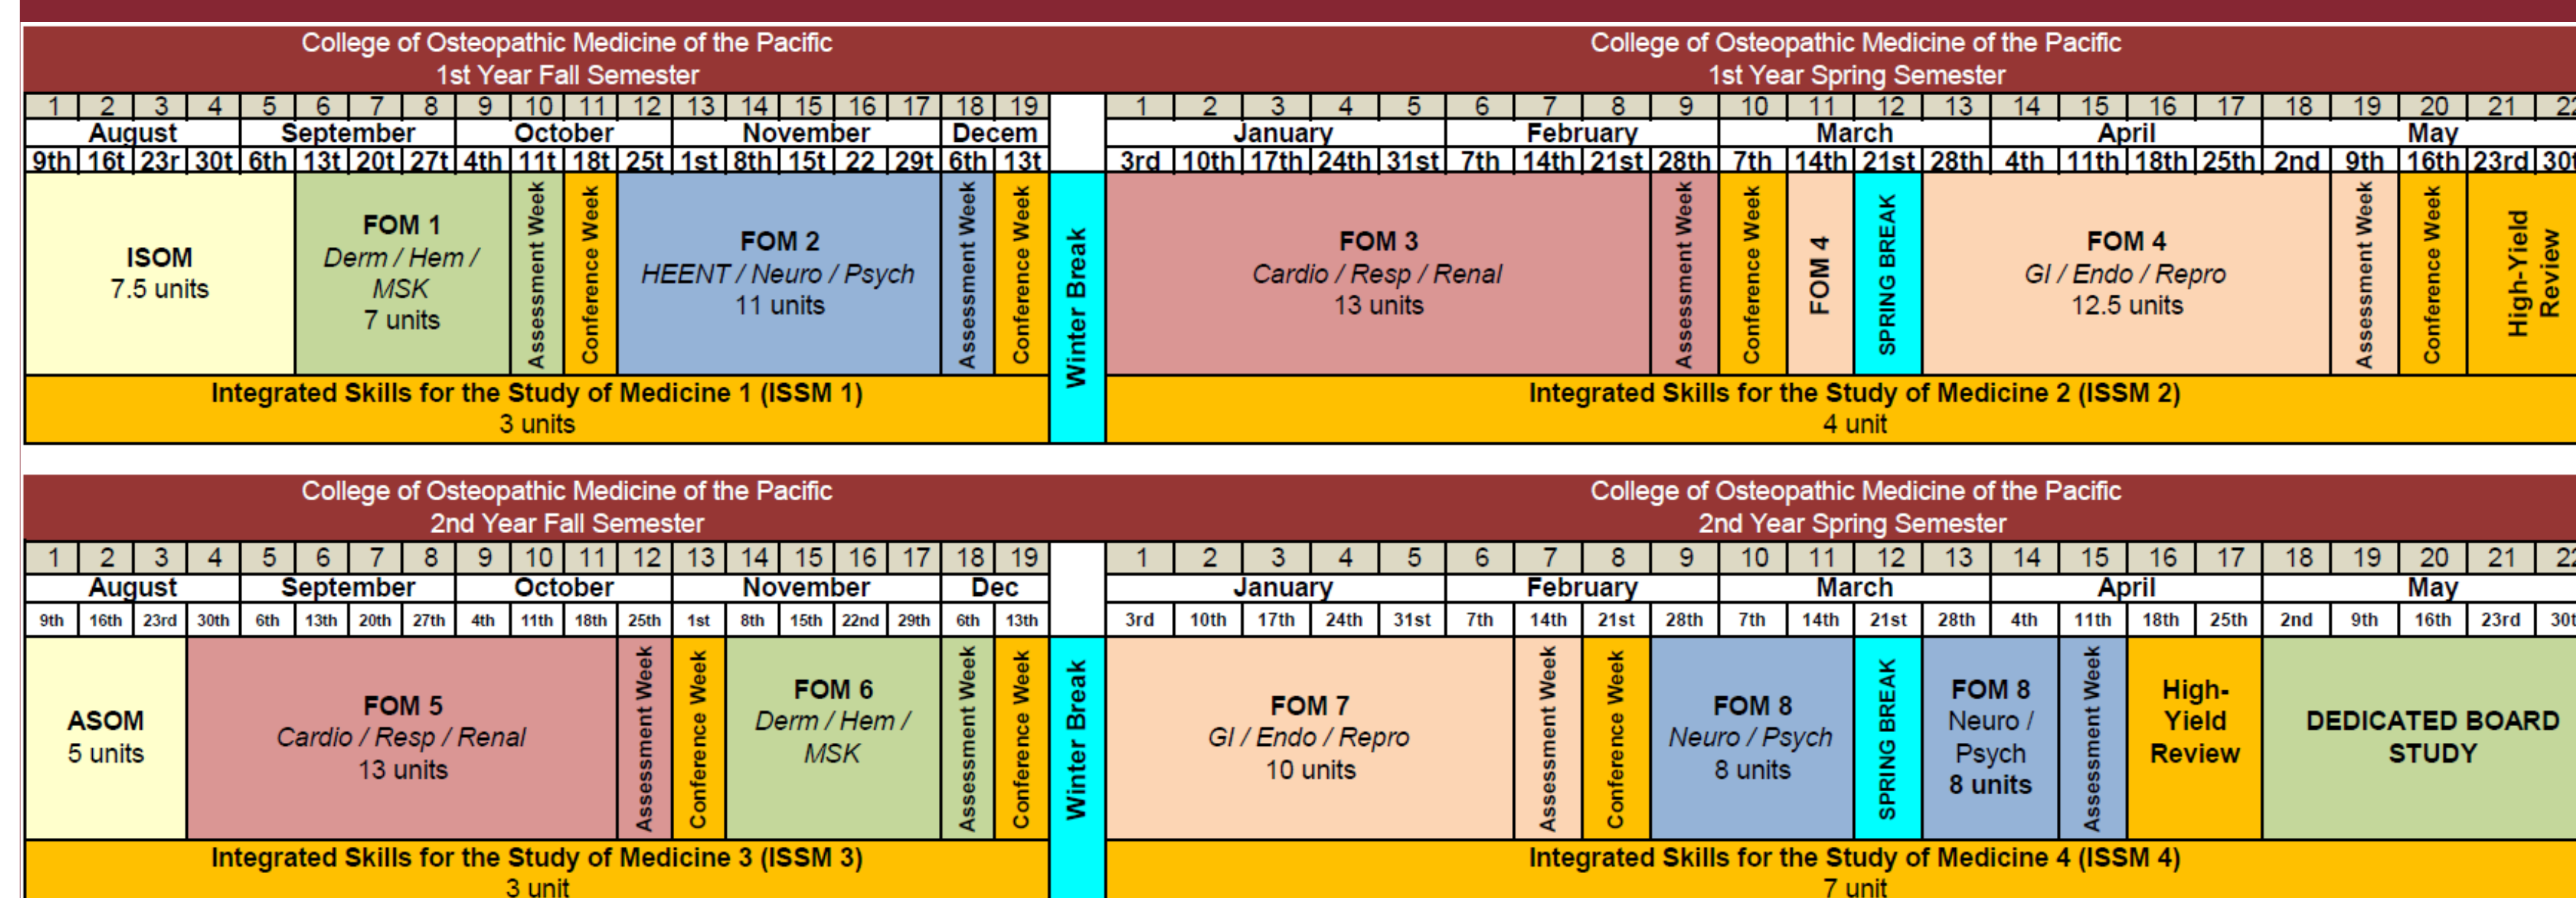 College of Osteopathic Medicine of the Pacific
1st Year Fall Semester
College of Osteopathic Medicine of the Pacific
1st Year Spring Semester
1 2 3 4 5 6 7 8 9 10 11 12 13 14 15 16 17 18 19
1 2 3 4 5 6 7 8 9 10 11 12 13 14 15 16 17 18 19 20 21 22
August September October November Decem
January February March April May
9th 16t 23r 30t 6th 13t 20t 27t 4th 11t 18t 25t 1st 8th 15t 22 29t 6th 13t
3rd 10th 17th 24th 31st 7th 14th 21st 28th 7th 14th 21st 28th 4th 11th 18th 25th 2nd 9th 16th 23rd 30t
ISOM
7.5 units
FOM 1
Derm / Hem /
MSK
7 units
Assessment Week
Conference Week
FOM 2
HEENT / Neuro / Psych
11 units
Assessment Week
Conference Week
Winter Break
FOM 3
Cardio / Resp / Renal
13 units
Assessment Week
Conference Week
FOM 4
SPRING BREAK
FOM 4
GI / Endo / Repro
12.5 units
Assessment Week
Conference Week
High-Yield
Review
Integrated Skills for the Study of Medicine 1 (ISSM 1)
3 units
Integrated Skills for the Study of Medicine 2 (ISSM 2)
4 unit
College of Osteopathic Medicine of the Pacific
2nd Year Fall Semester
College of Osteopathic Medicine of the Pacific
2nd Year Spring Semester
1 2 3 4 5 6 7 8 9 10 11 12 13 14 15 16 17 18 19
1 2 3 4 5 6 7 8 9 10 11 12 13 14 15 16 17 18 19 20 21 22
August September October November Dec
January February March April May
9th 16th 23rd 30th 6th 13th 20th 27th 4th 11th 18th 25th 1st 8th 15th 22nd 29th 6th 13th
3rd 10th 17th 24th 31st 7th 14th 21st 28th 7th 14th 21st 28th 4th 11th 18th 25th 2nd 9th 16th 23rd 30t
ASOM
5 units
FOM 5
Cardio / Resp / Renal
13 units
Assessment Week
Conference Week
FOM 6
Derm / Hem /
MSK
Assessment Week
Conference Week
Winter Break
FOM 7
GI / Endo / Repro
10 units
Assessment Week
Conference Week
FOM 8
Neuro / Psych
8 units
SPRING BREAK
FOM 8
Neuro /
Psych
8 units
Assessment Week
High-
Yield
Review
DEDICATED BOARD
STUDY
Integrated Skills for the Study of Medicine 3 (ISSM 3)
3 unit
Integrated Skills for the Study of Medicine 4 (ISSM 4)
7 unit